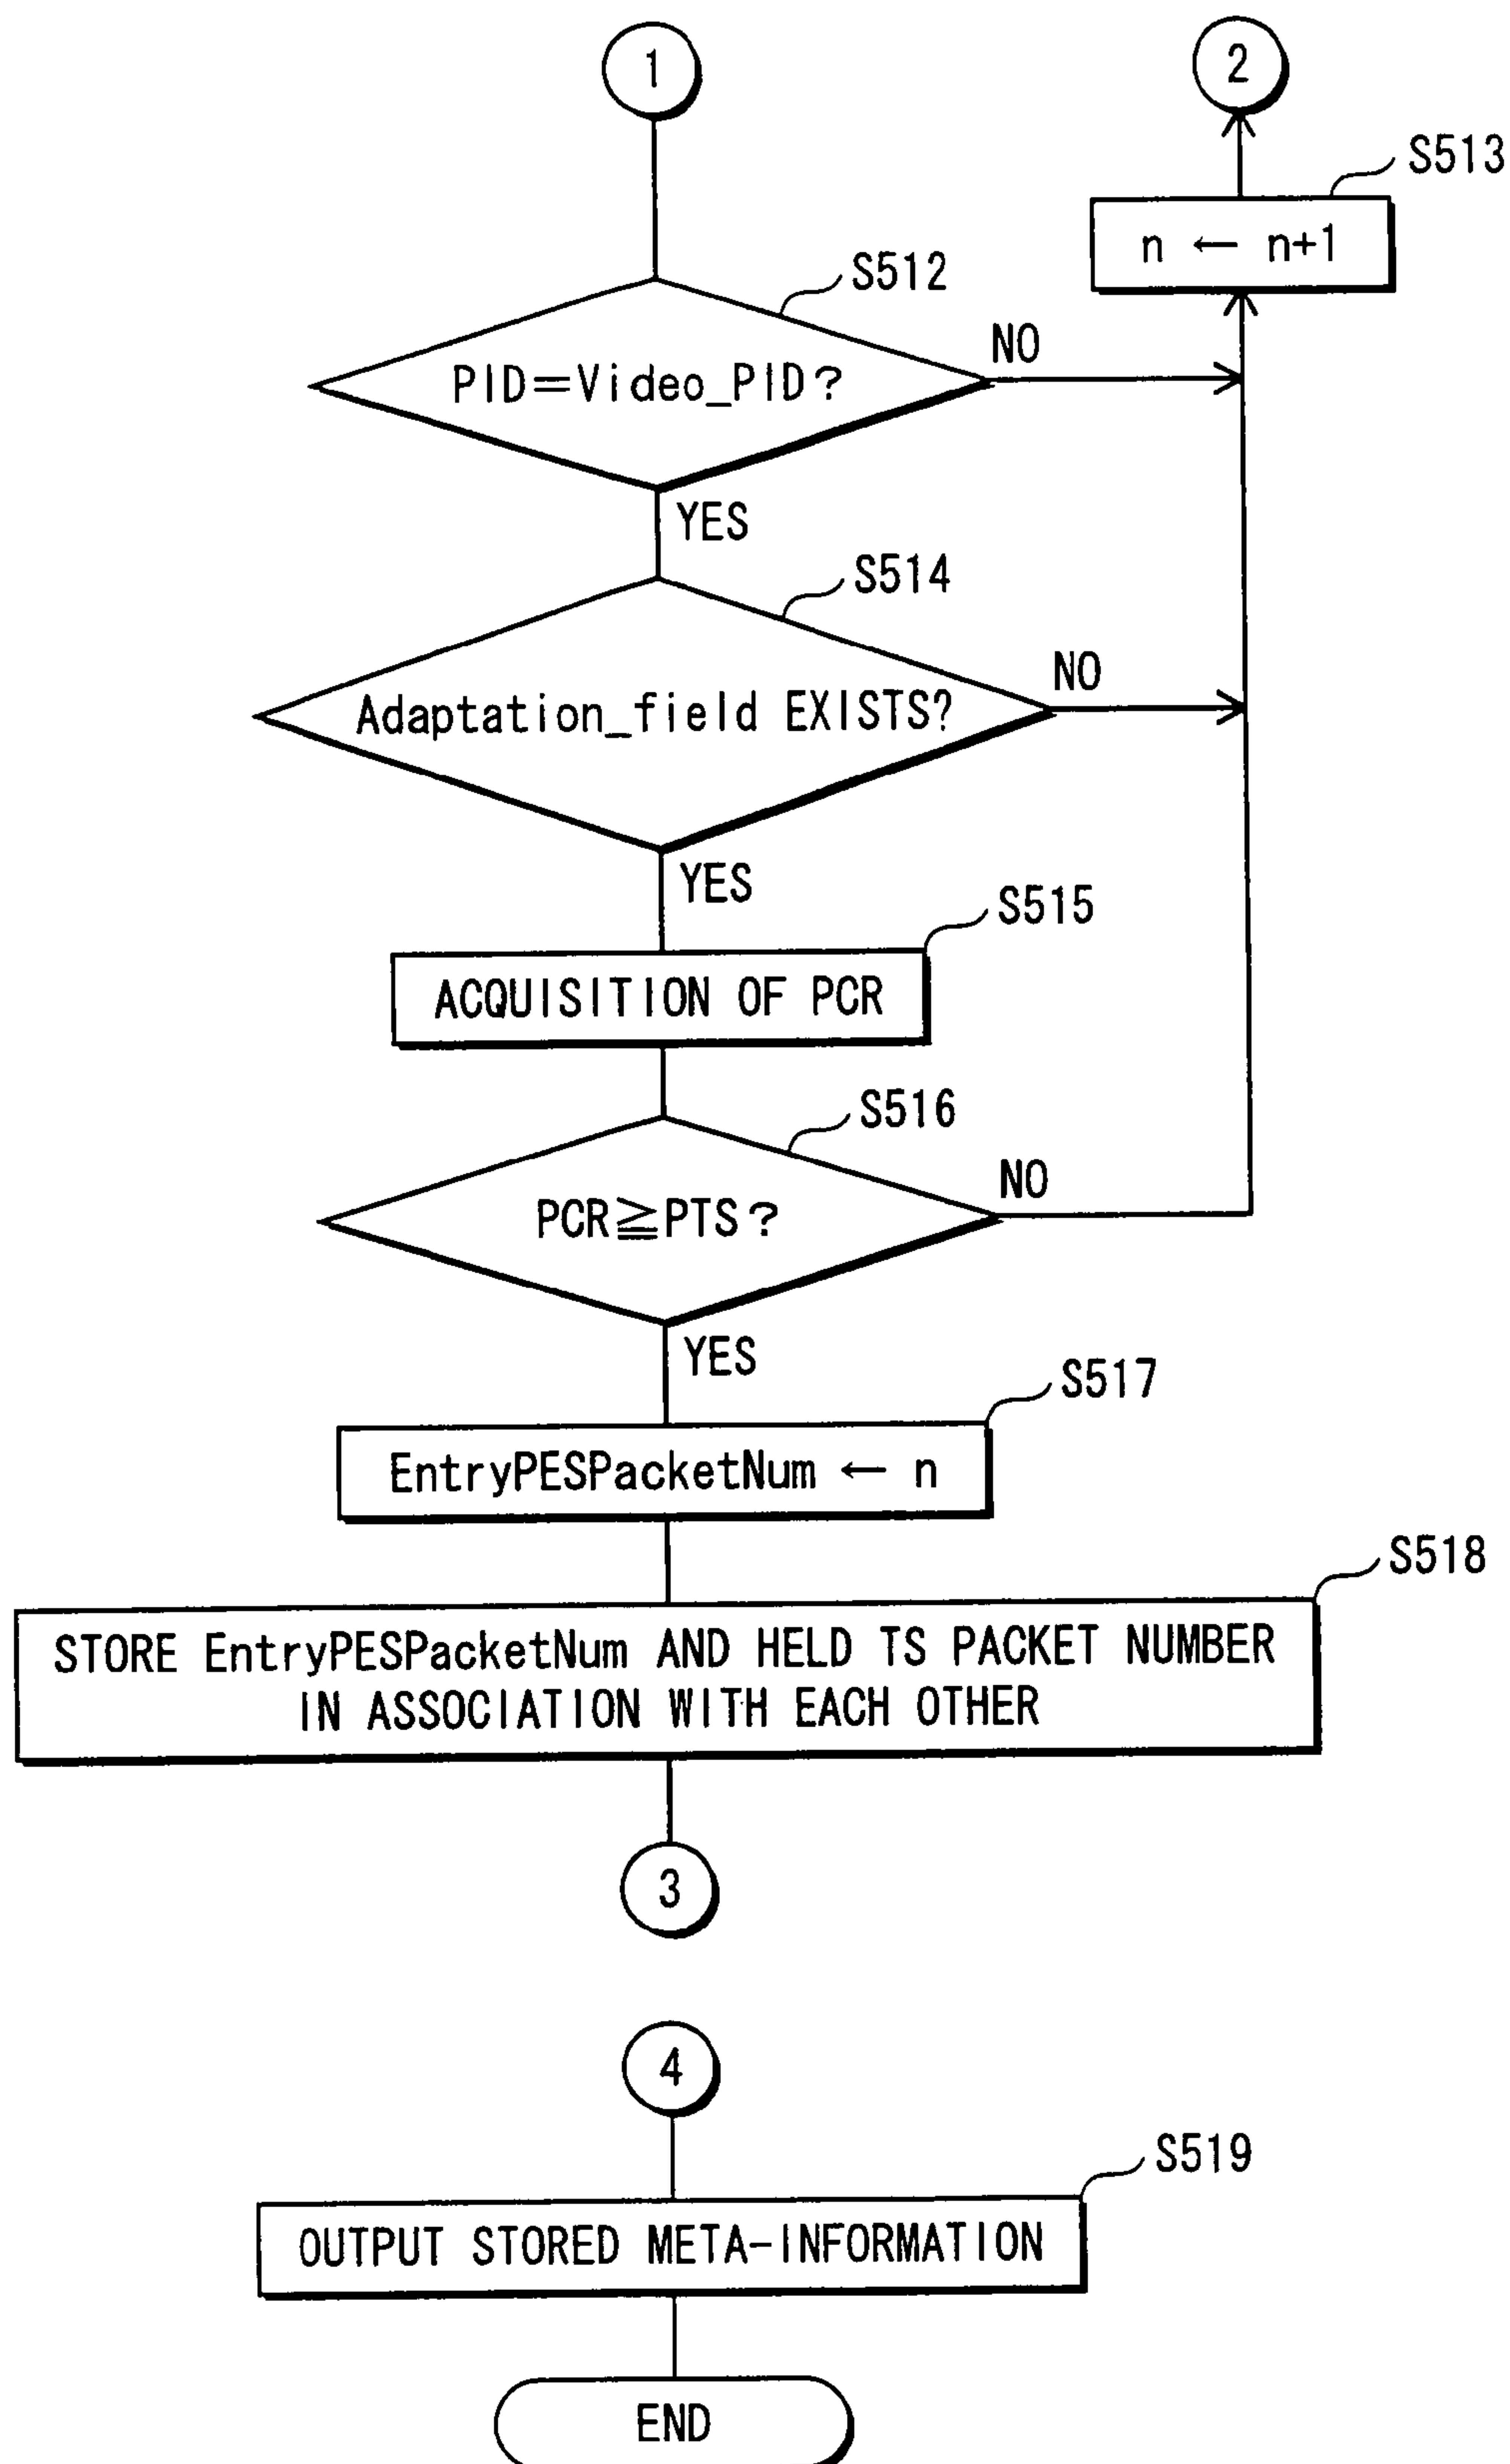 1
2
S513
n ← n+1
S512
PID=Video_PID?
NO
YES
S514
Adaptation_field EXISTS?
NO
YES
S515
ACQUISITION OF PCR
S516
PCR≧PTS?
NO
YES
S517
EntryPESPacketNum ← n
S518
STORE EntryPESPacketNum AND HELD TS PACKET NUMBER
IN ASSOCIATION WITH EACH OTHER
3
4
S519
OUTPUT STORED META-INFORMATION
END